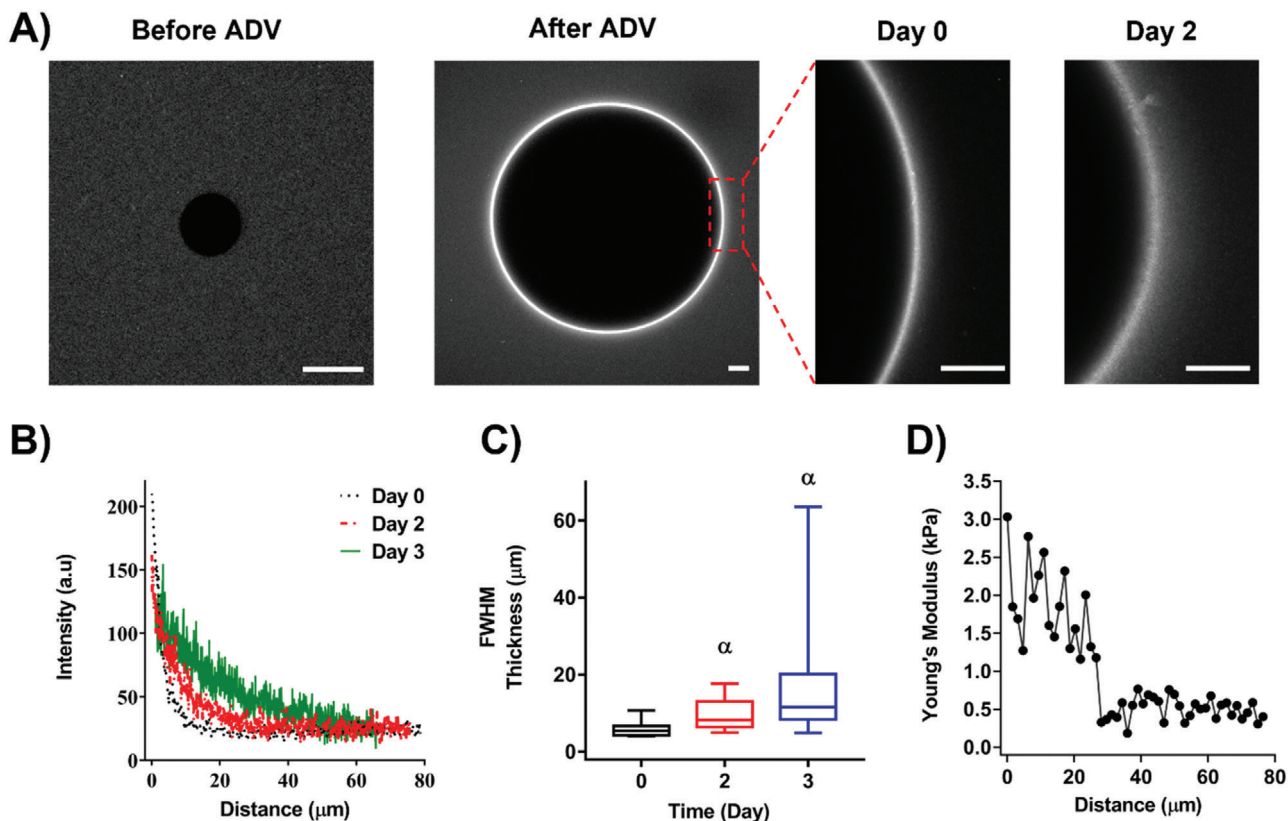 A)
Before ADV
After ADV
Day 0
Day 2
B)
200
150
100
50
0
0 20 40 60 80
Intensity (a.u)
Distance (μm)
Day 0
Day 2
Day 3
C)
60
40
20
0
0 2 3
FWHM
Thickness (μm)
Time (Day)
α
α
D)
3.5
3.0
2.5
2.0
1.5
1.0
0.5
0.0
0 20 40 60 80
Young's Modulus (kPa)
Distance (μm)